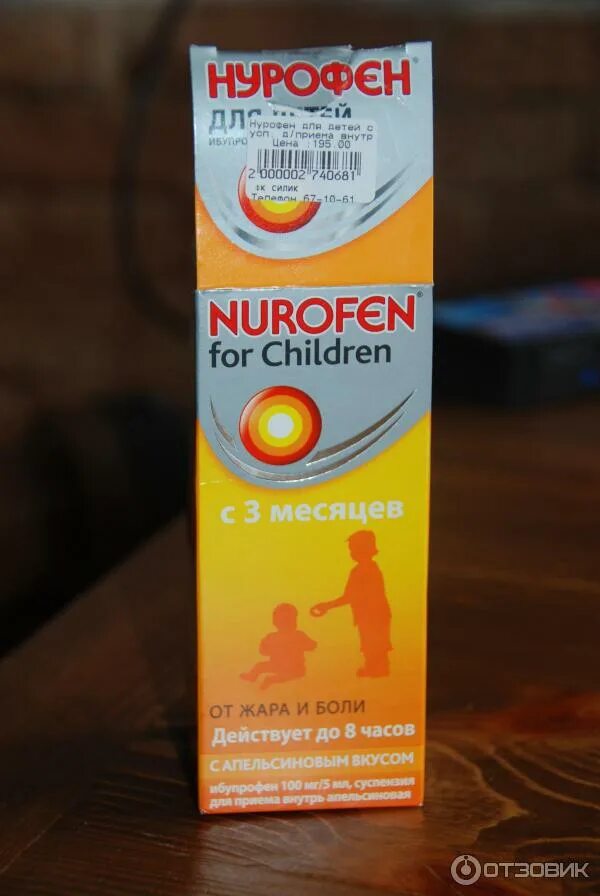 НУРОФЕН
ДЛЯ ДЕТЕЙ
ИБУПРО
Нурофен для детей с
усп. д/приема внутр
Цена :195.00
2 000002 740681
ФК СИЛИК
Телефон 67-10-61
NUROFEN®
for Children
с 3 месяцев
ОТ ЖАРА И БОЛИ
Действует до 8 часов
С АПЕЛЬСИНОВЫМ ВКУСОМ
ибупрофен 100 мг/5 мл, суспензия
для приема внутрь апельсиновая
ОТЗОВИК